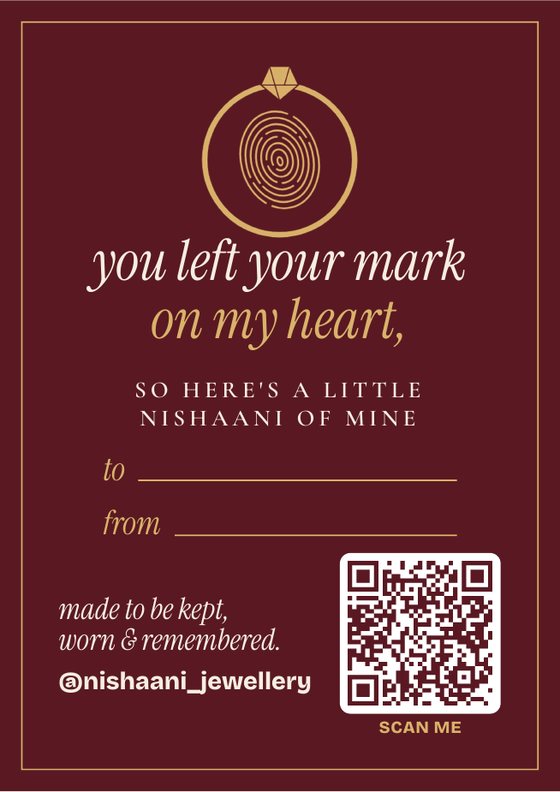 you left your mark
on my heart,
SO HERE'S A LITTLE
NISHAANI OF MINE
to
from
made to be kept,
worn & remembered.
@nishaani_jewellery
SCAN ME